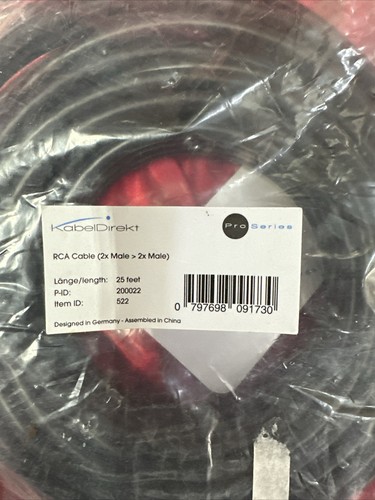 KabelDirekt
Pro Series
RCA Cable (2x Male > 2x Male)
Länge/length: 25 feet
P-ID: 200022
Item ID: 522
0 797698 091730
Designed in Germany - Assembled in China